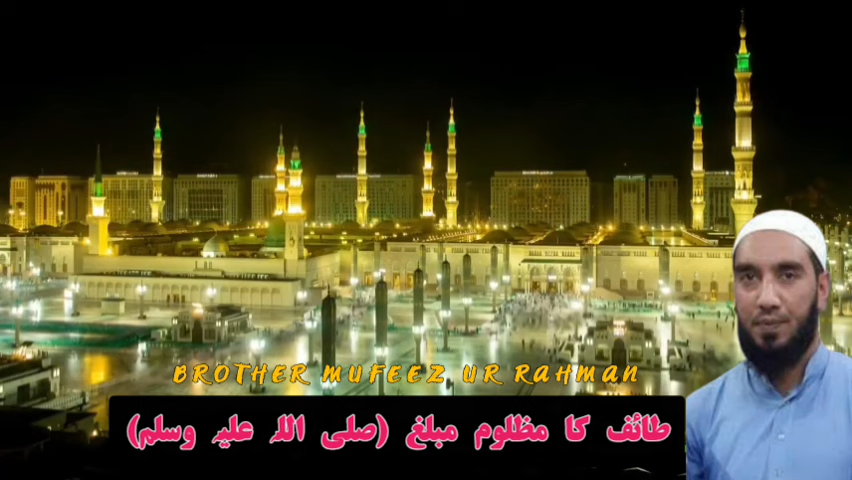 BROTHER MUFEEZ UR RAHMAN
طائف کا مظلوم مبلغ (صلی اللہ علیہ وسلم)